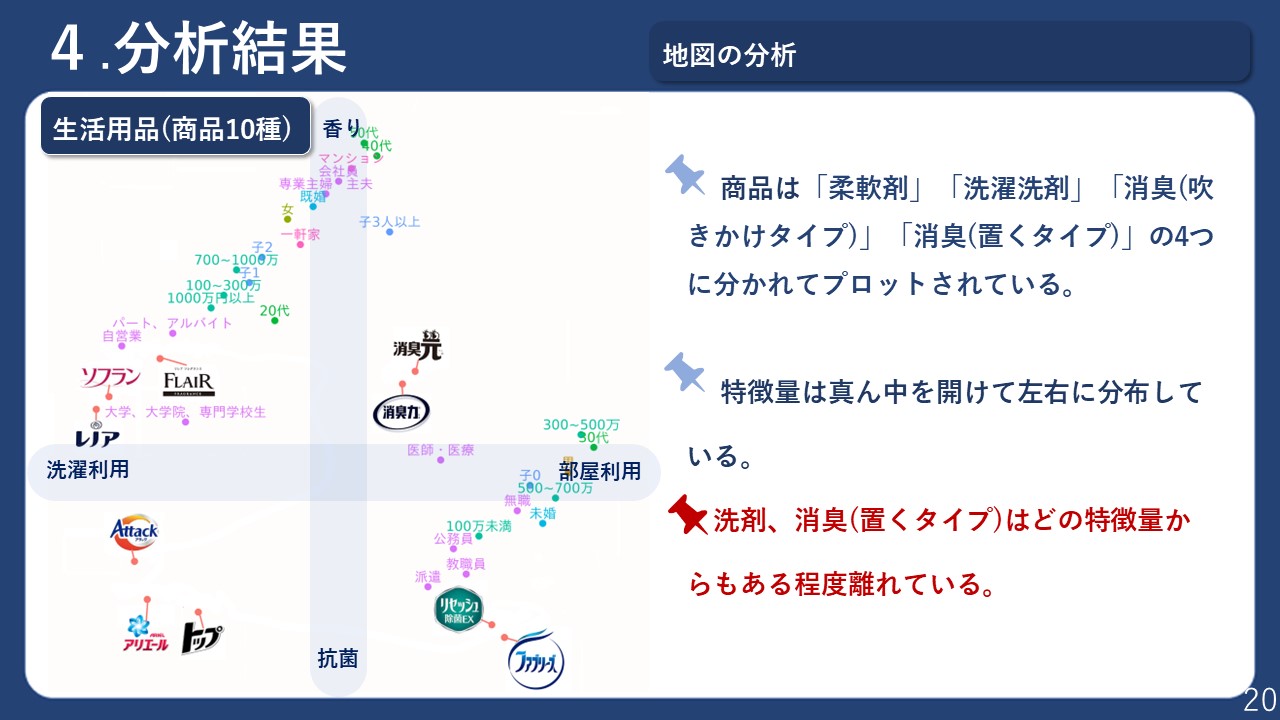 ４.分析結果
地図の分析
生活用品(商品10種)
香り
40代
マンション
会社員
専業主婦 主夫
既婚
女
子3人以上
一軒家
子2
700~1000万
子1
100~300万
1000万円以上
20代
パート、アルバイト
自営業
消臭元
ソフラン
FLAIR
FRAGRANCE
消臭力
大学、大学院、専門学校生
レノア
300~500万
医師・医療
洗濯利用
部屋利用
子0
500~700万
無職
未婚
Attack
100万未満
公務員
教職員
派遣
リセッシュ
除菌EX
アリエール
トップ
抗菌
ファブリーズ
商品は「柔軟剤」「洗濯洗剤」「消臭(吹
きかけタイプ)」「消臭(置くタイプ)」の4つ
に分かれてプロットされている。
特徴量は真ん中を開けて左右に分布して
いる。
洗剤、消臭(置くタイプ)はどの特徴量か
らもある程度離れている。
20